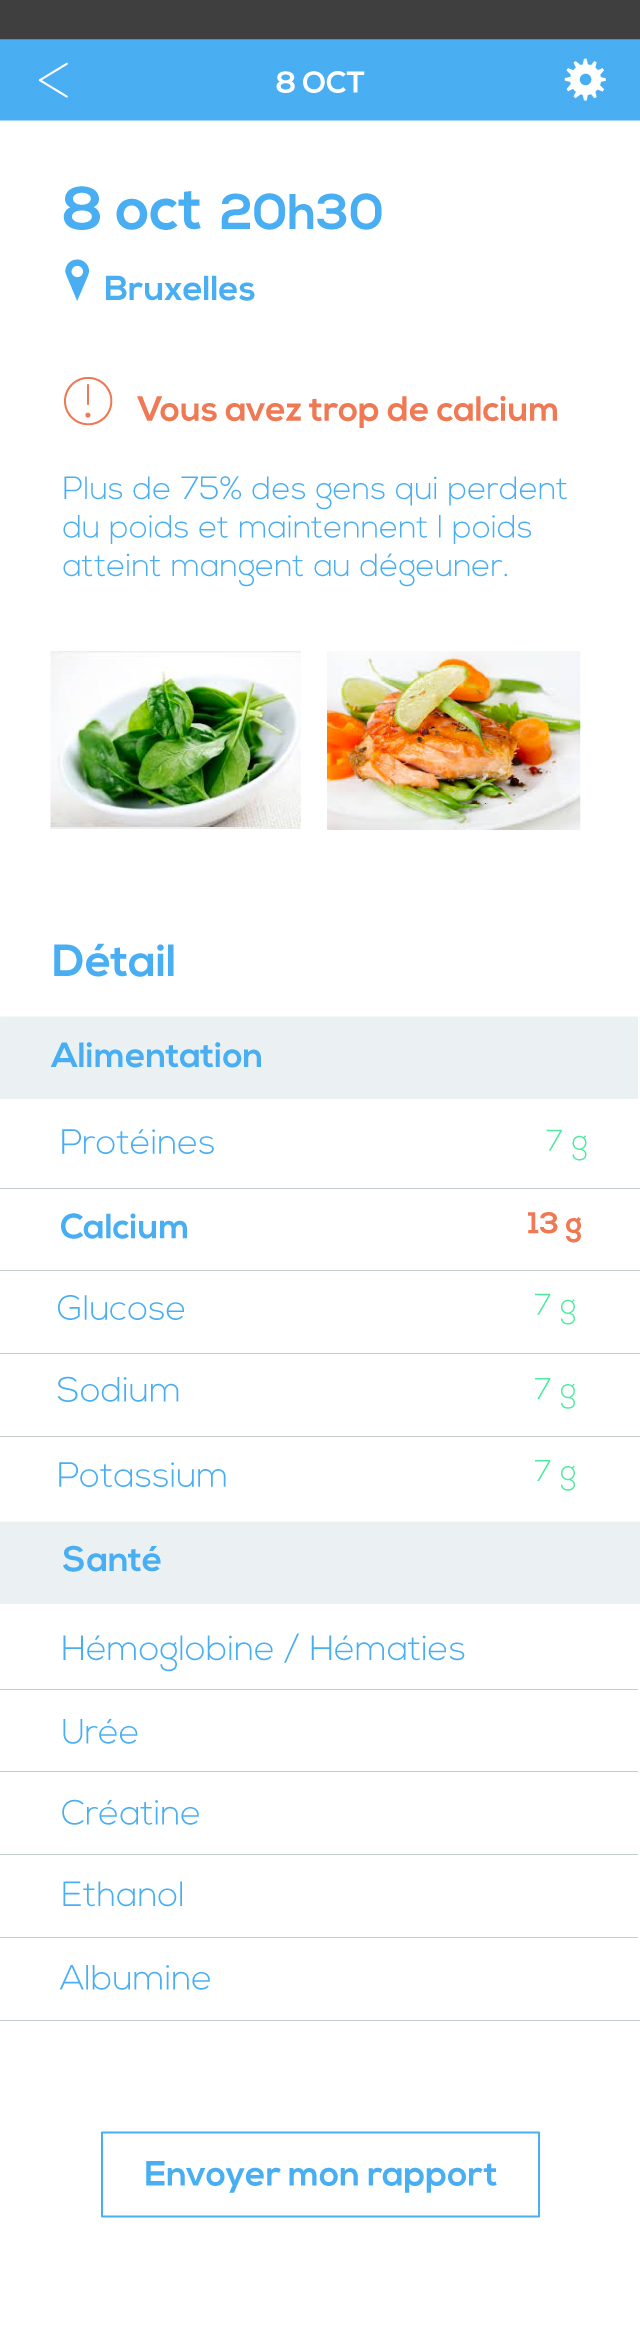 8 OCT
8 oct 20h30
Bruxelles
Vous avez trop de calcium
Plus de 75% des gens qui perdent
du poids et maintennent l poids
atteint mangent au dégeuner.
Détail
Alimentation
Protéines 7 g
Calcium 13 g
Glucose 7 g
Sodium 7 g
Potassium 7 g
Santé
Hémoglobine / Hématies
Urée
Créatine
Ethanol
Albumine
Envoyer mon rapport